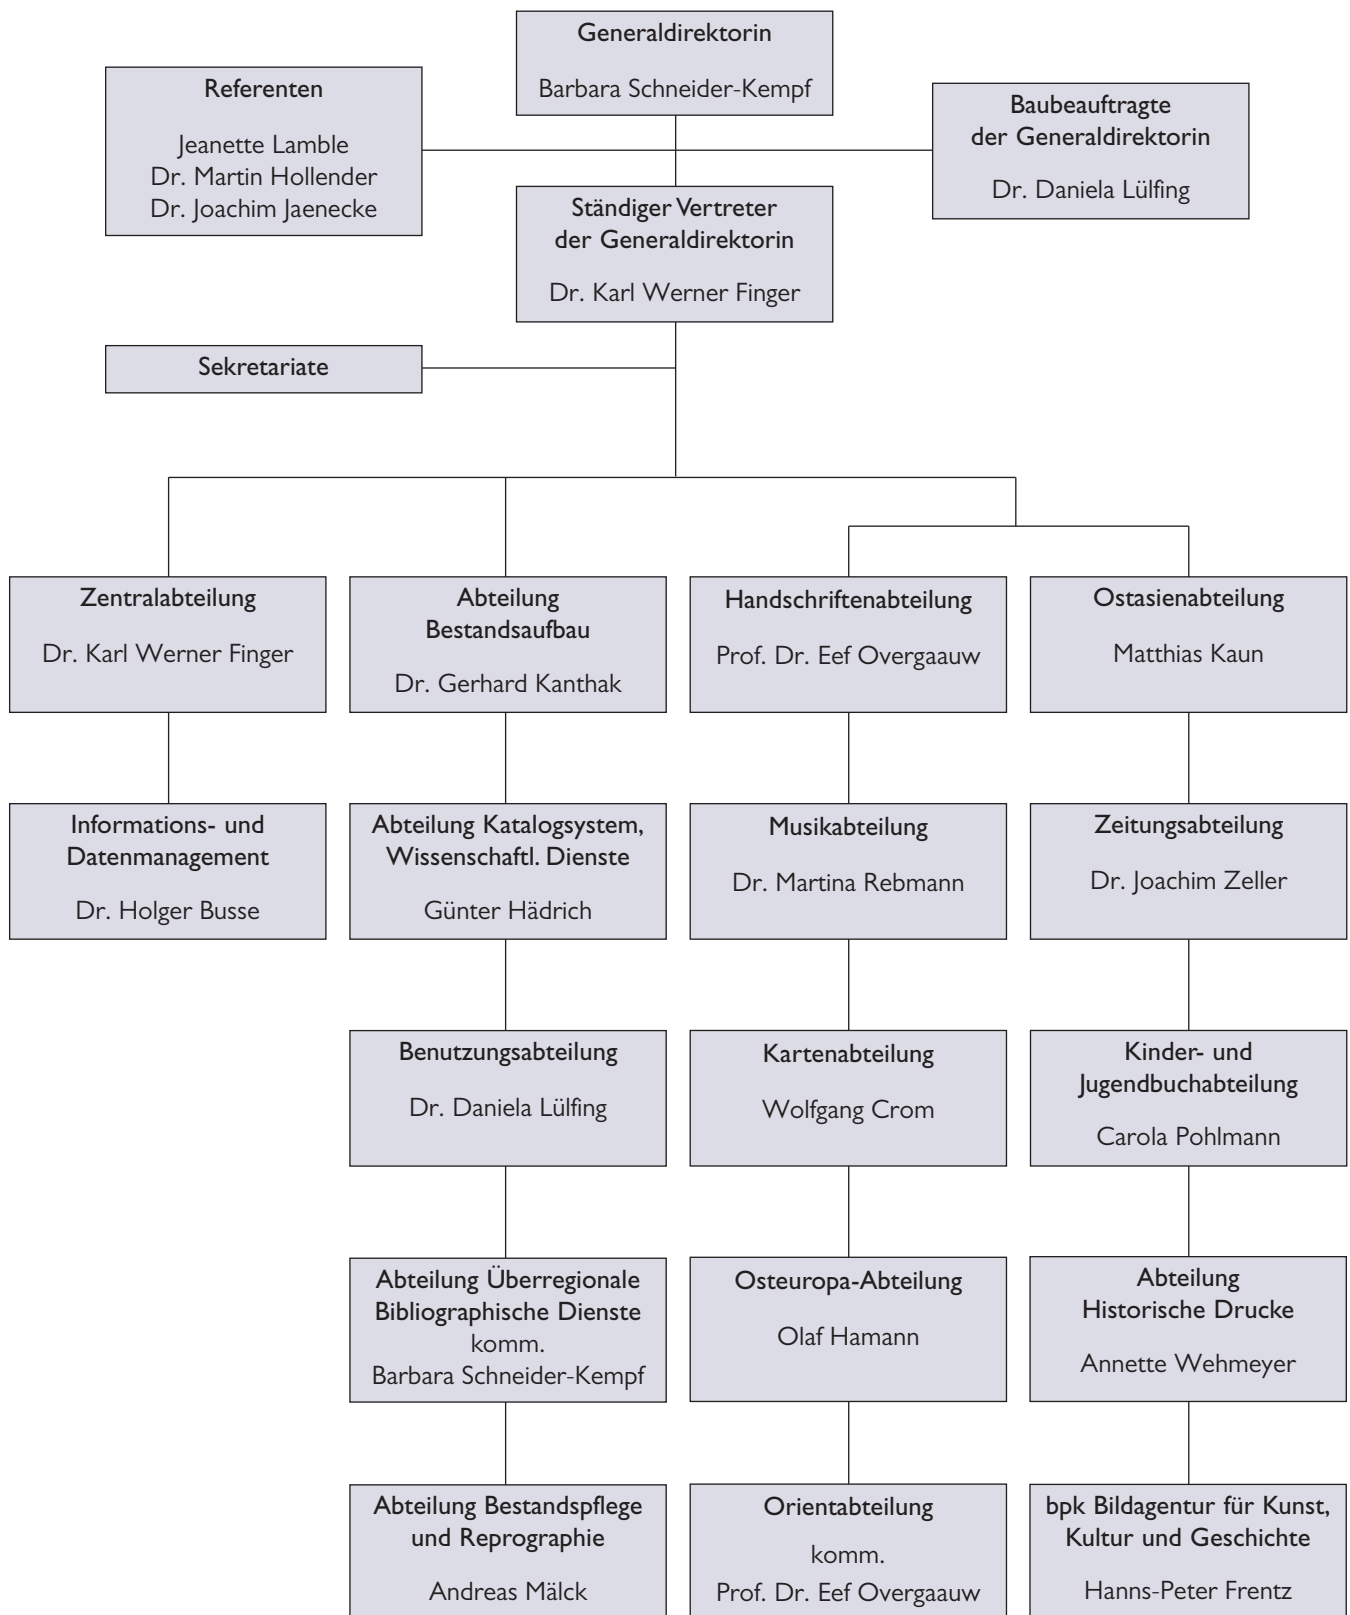 Generaldirektorin
Barbara Schneider-Kempf
Referenten
Jeanette Lamble
Dr. Martin Hollender
Dr. Joachim Jaenecke
Baubeauftragte
der Generaldirektorin
Dr. Daniela Lülfing
Ständiger Vertreter
der Generaldirektorin
Dr. Karl Werner Finger
Sekretariate
Zentralabteilung
Dr. Karl Werner Finger
Abteilung
Bestandsaufbau
Dr. Gerhard Kanthak
Handschriftenabteilung
Prof. Dr. Eef Overgaauw
Ostasienabteilung
Matthias Kaun
Informations- und
Datenmanagement
Dr. Holger Busse
Abteilung Katalogsystem,
Wissenschaftl. Dienste
Günter Hädrich
Musikabteilung
Dr. Martina Rebmann
Zeitungsabteilung
Dr. Joachim Zeller
Benutzungsabteilung
Dr. Daniela Lülfing
Kartenabteilung
Wolfgang Crom
Kinder- und
Jugendbuchabteilung
Carola Pohlmann
Abteilung Überregionale
Bibliographische Dienste
komm.
Barbara Schneider-Kempf
Osteuropa-Abteilung
Olaf Hamann
Abteilung
Historische Drucke
Annette Wehmeyer
Abteilung Bestandspflege
und Reprographie
Andreas Mälck
Orientabteilung
komm.
Prof. Dr. Eef Overgaauw
bpk Bildagentur für Kunst,
Kultur und Geschichte
Hanns-Peter Frentz